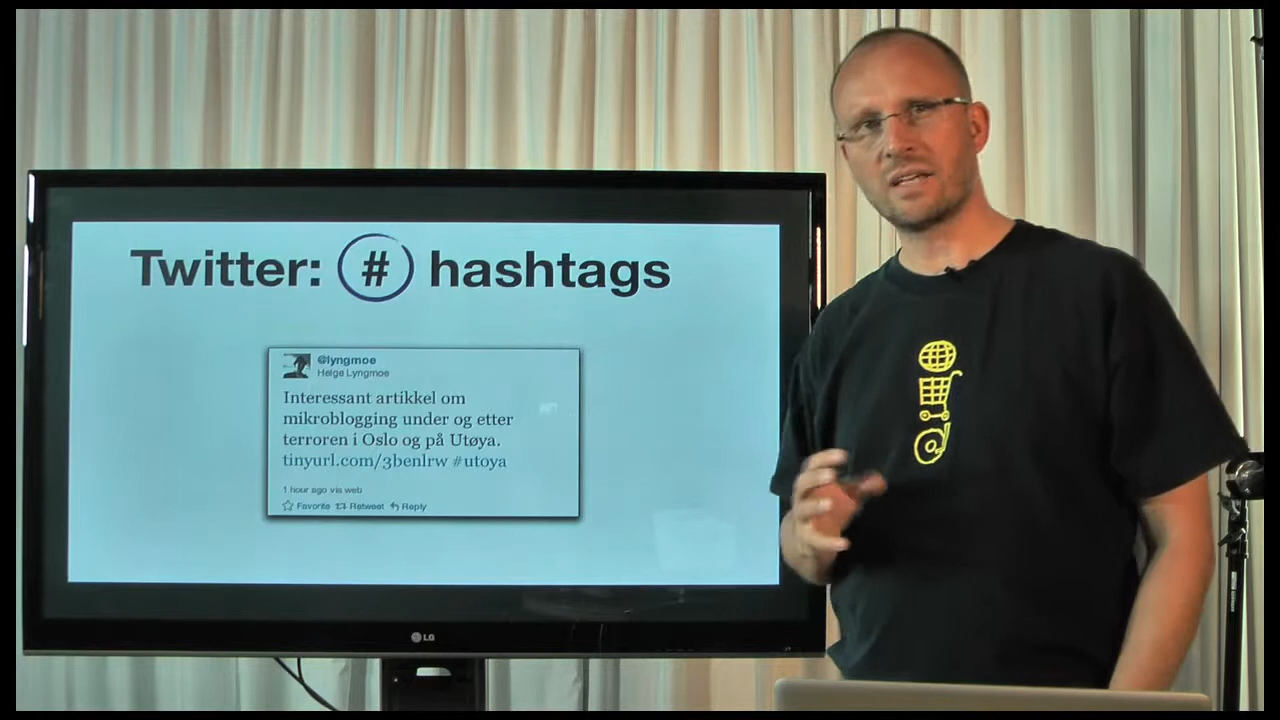 Twitter: # hashtags
@lyngmoe
Helge Lyngmoe
Interessant artikkel om
mikroblogging under og etter
terroren i Oslo og på Utøya.
tinyurl.com/3benlrw #utoya
1 hour ago vis web
Favorite Retweet Reply
LG